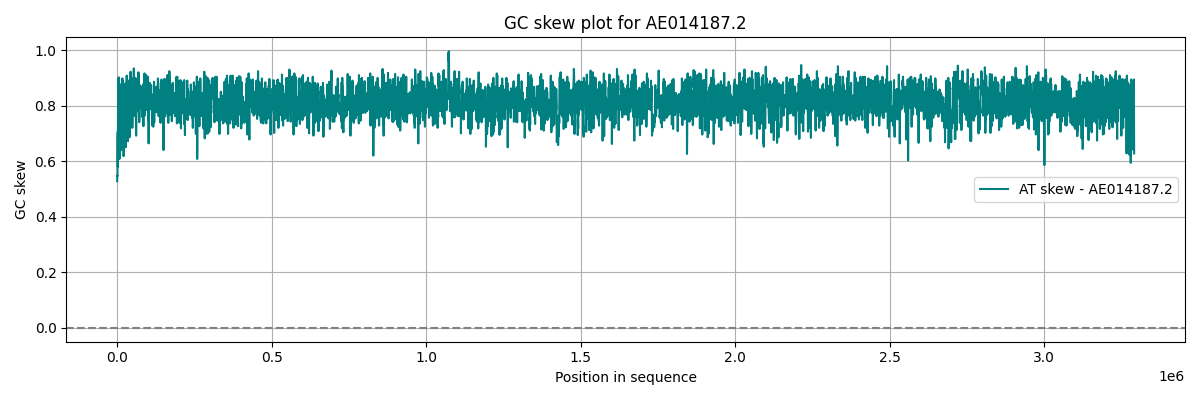 GC skew plot for AE014187.2
GC skew
1.0
0.8
0.6
0.4
0.2
0.0
AT skew - AE014187.2
0.0 0.5 1.0 1.5 2.0 2.5 3.0
1e6
Position in sequence